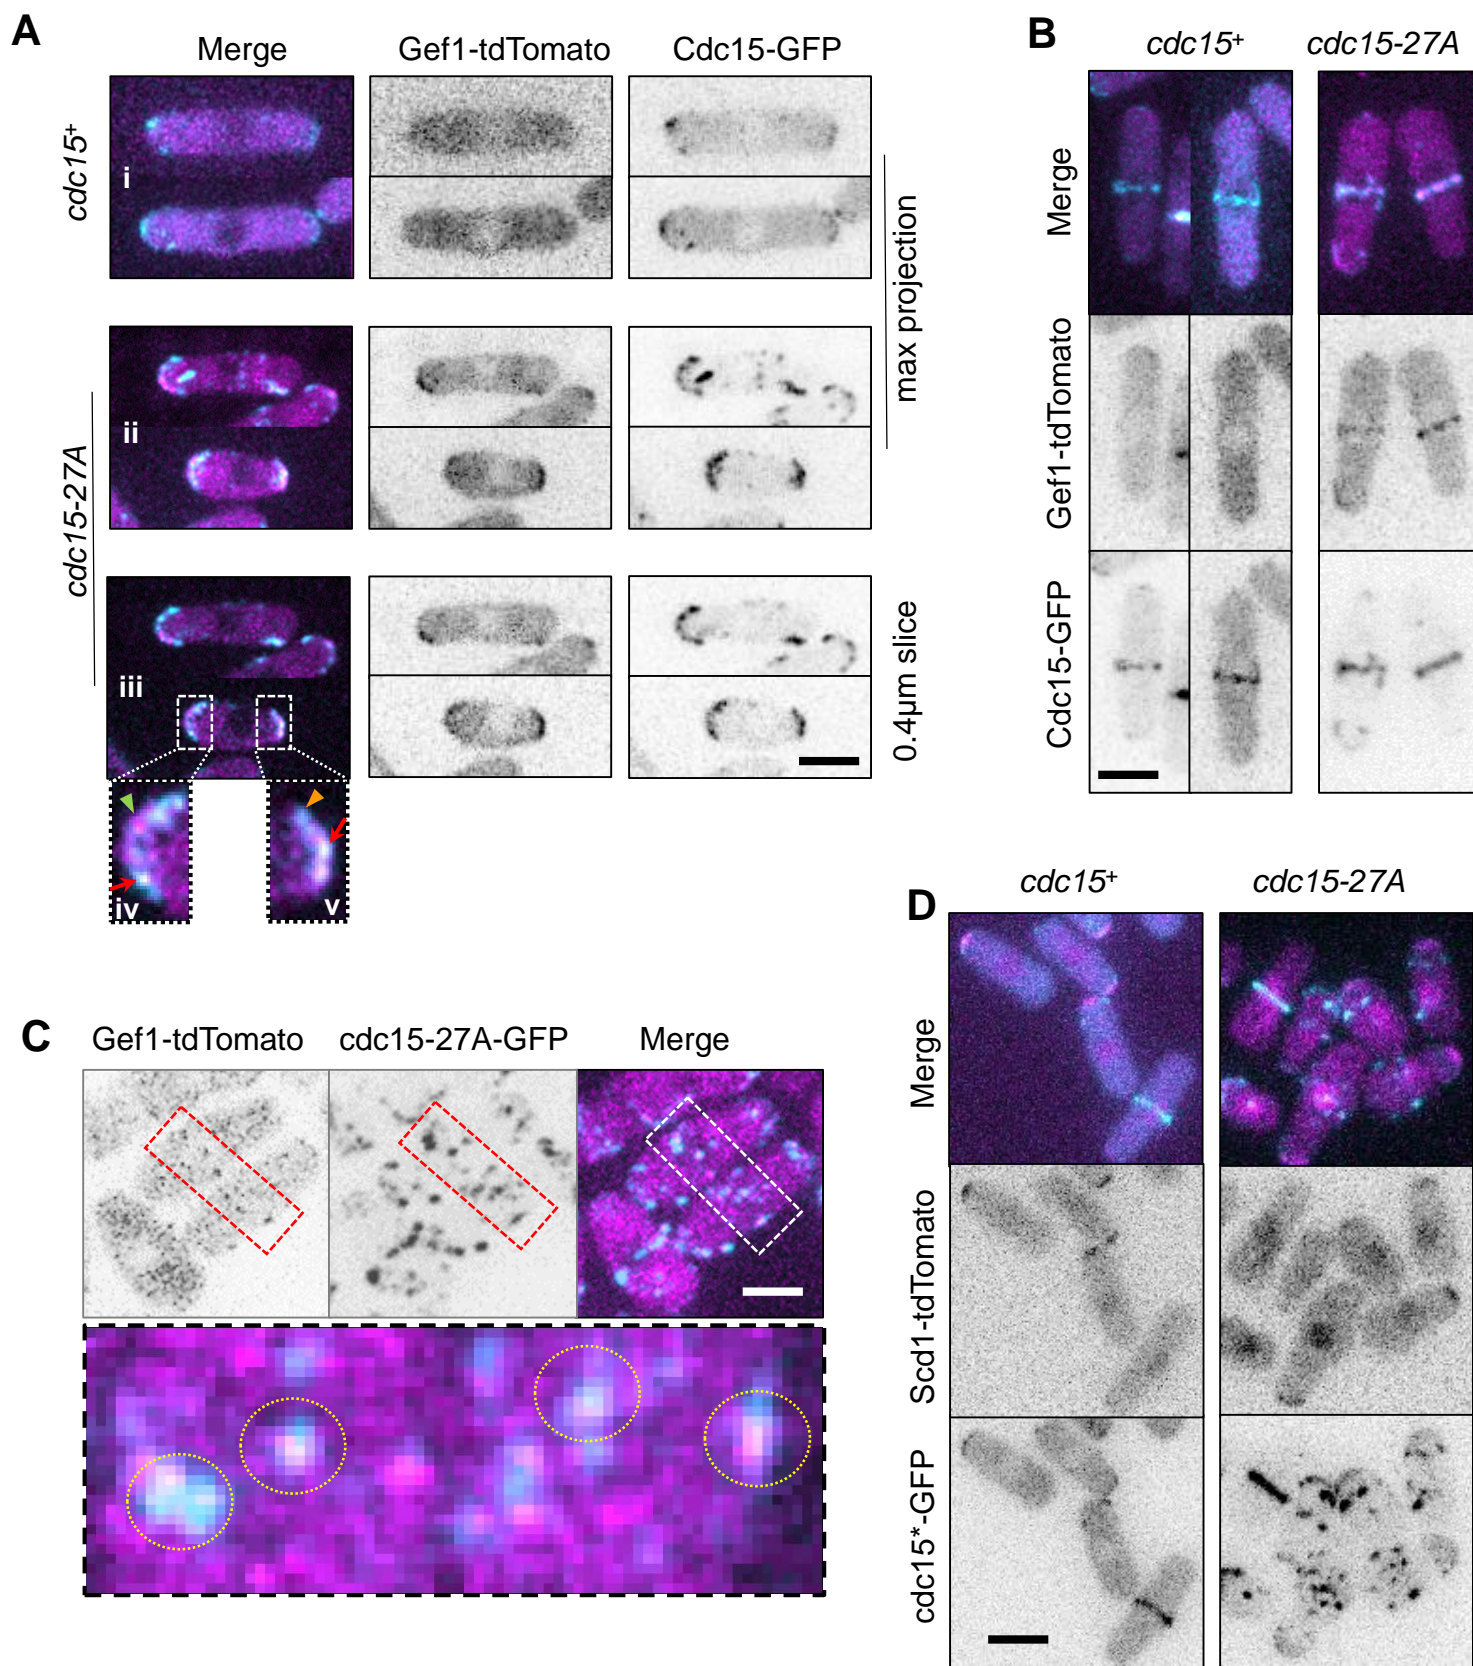 A
Merge
Gef1-tdTomato
Cdc15-GFP
cdc15+
i
cdc15-27A
ii
iii
iv
v
max projection
0.4µm slice
B
cdc15+
cdc15-27A
Merge
Gef1-tdTomato
Cdc15-GFP
C
Gef1-tdTomato
cdc15-27A-GFP
Merge
D
cdc15+
cdc15-27A
Merge
Scd1-tdTomato
cdc15*-GFP